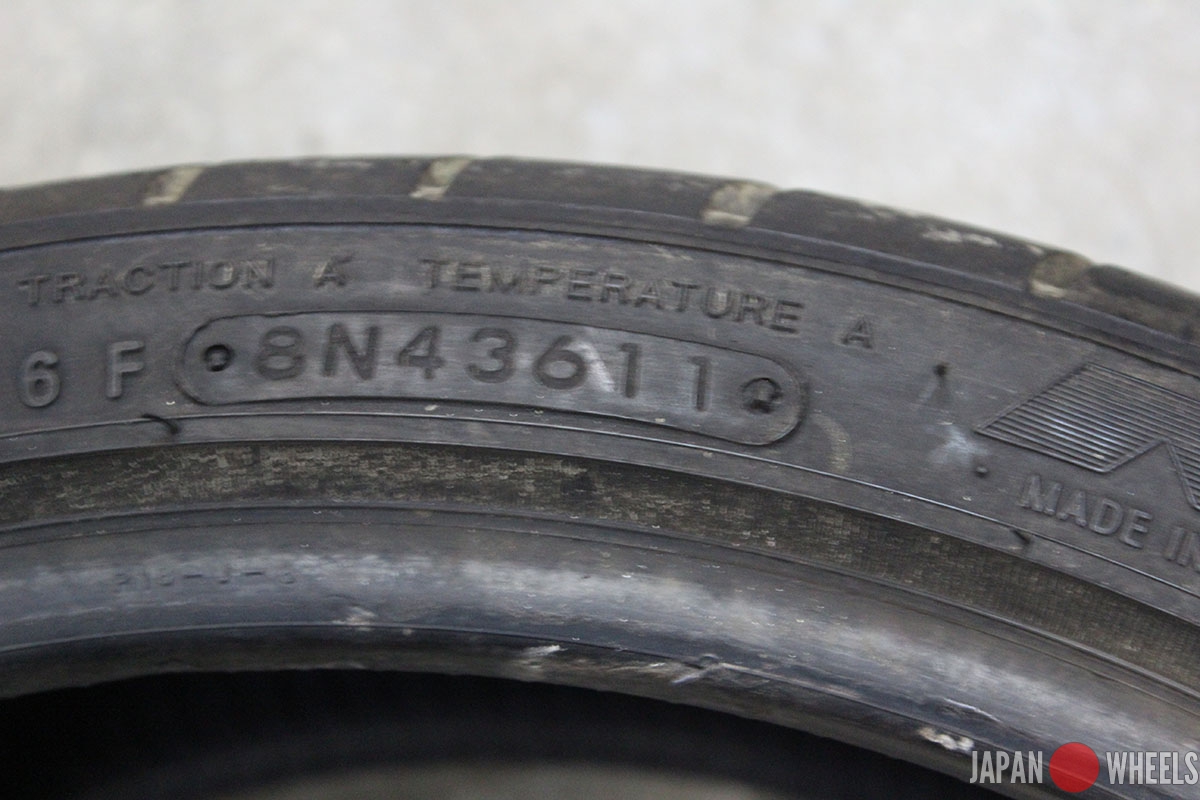 TRACTION A TEMPERATURE A
6 F 8N43611
MADE IN
JAPAN WHEELS